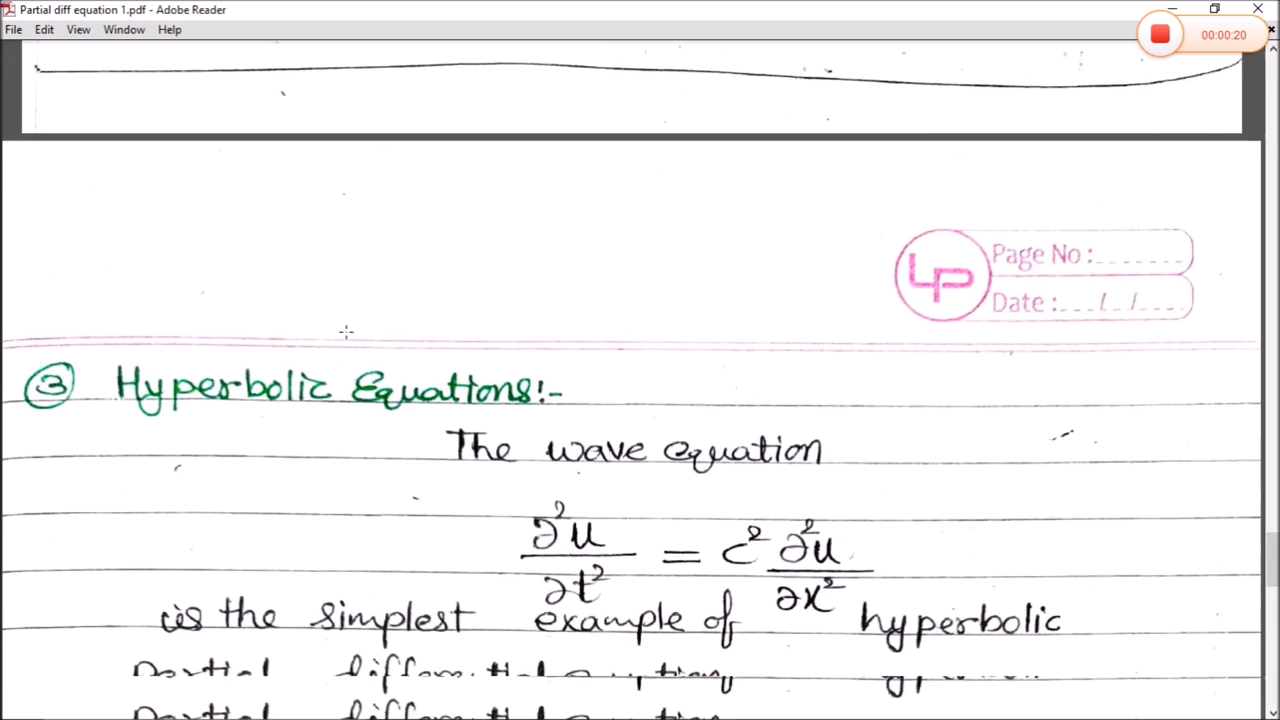 Partial diff equation 1.pdf - Adobe Reader
File Edit View Window Help
00:00:20
LP
Page No :.......
Date : .../.../....
③ Hyperbolic Equations:-
The wave equation
∂²u/∂t² = c² ∂²u/∂x²
is the simplest example of hyperbolic